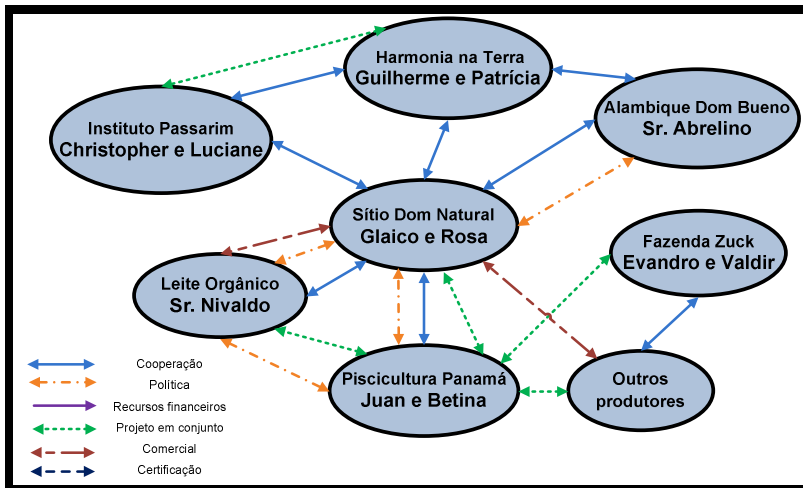 Harmonia na Terra
Guilherme e Patrícia
Alambique Dom Bueno
Sr. Abrelino
Instituto Passarim
Christopher e Luciane
Sítio Dom Natural
Glaico e Rosa
Fazenda Zuck
Evandro e Valdir
Leite Orgânico
Sr. Nivaldo
Piscicultura Panamá
Juan e Betina
Outros
produtores
Cooperação
Política
Recursos financeiros
Projeto em conjunto
Comercial
Certificação